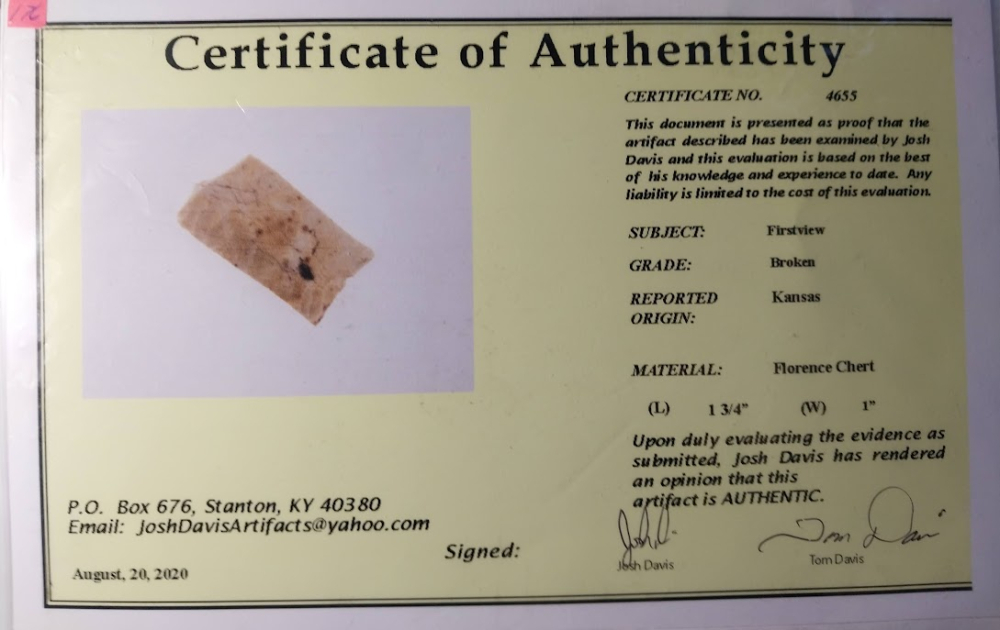 Certificate of Authenticity
CERTIFICATE NO. 4655
This document is presented as proof that the
artifact described has been examined by Josh
Davis and this evaluation is based on the best
of his knowledge and experience to date. Any
liability is limited to the cost of this evaluation.
SUBJECT: Firstview
GRADE: Broken
REPORTED Kansas
ORIGIN:
MATERIAL: Florence Chert
(L) 1 3/4" (W) 1"
Upon duly evaluating the evidence as
submitted, Josh Davis has rendered
an opinion that this
artifact is AUTHENTIC.
P.O. Box 676, Stanton, KY 40380
Email: JoshDavisArtifacts@yahoo.com
Signed:
Tom Davis
Josh Davis
Tom Davis
August, 20, 2020